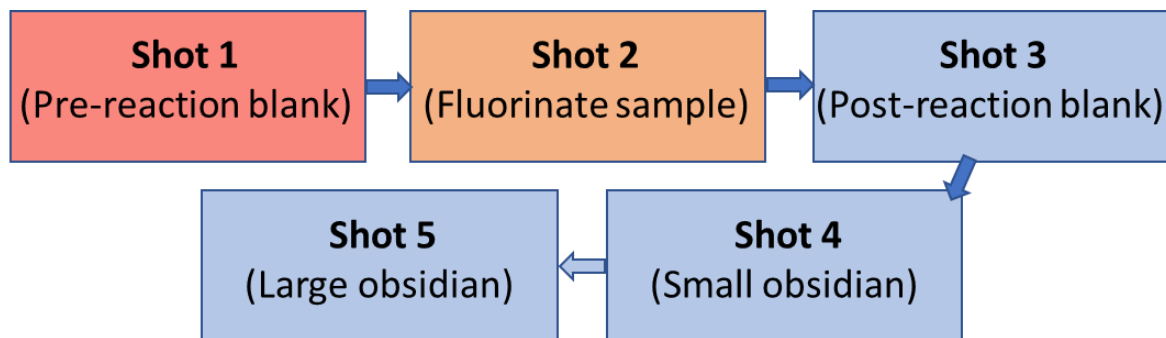 Shot 1
(Pre-reaction blank)
Shot 2
(Fluorinate sample)
Shot 3
(Post-reaction blank)
Shot 4
(Small obsidian)
Shot 5
(Large obsidian)